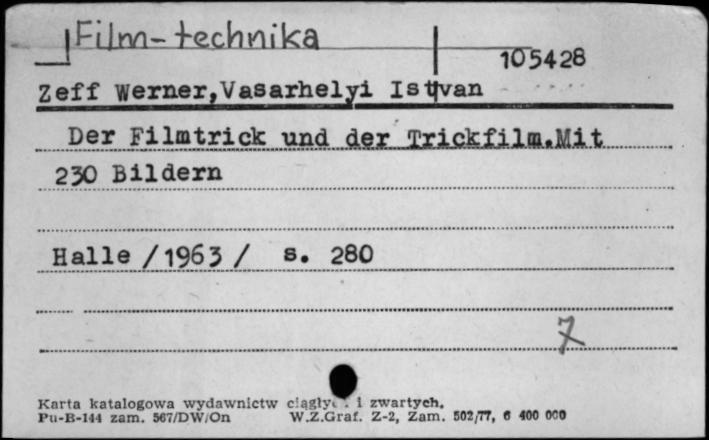 Film-technika
105428
Zeff Werner,Vasarhelyi Istvan
Der Filmtrick und der Trickfilm.Mit
230 Bildern
Halle /1963/ s. 280
7
Karta katalogowa wydawnictw i zwartych.
Pu-B-144 zam. 567/DW/On W.Z.Graf. Z-2, Zam. 502/77, 6 400 000